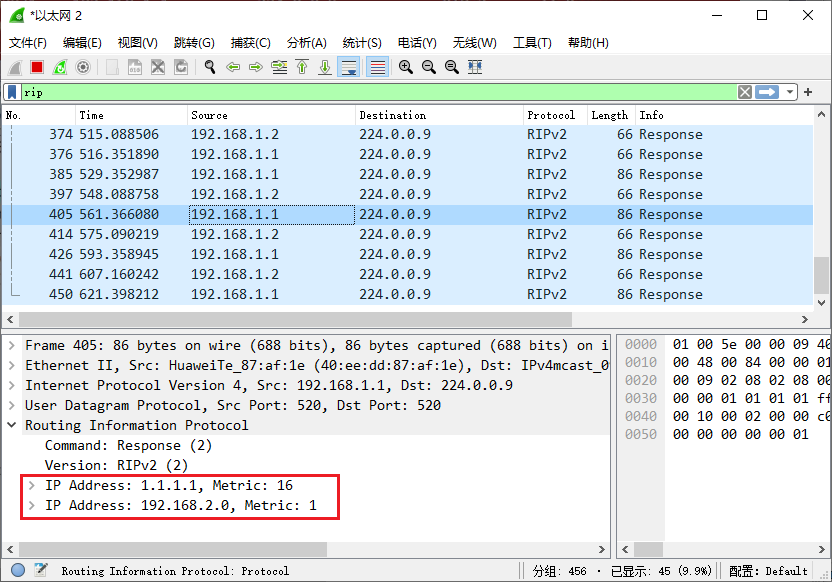 *以太网 2
文件(F) 编辑(E) 视图(V) 跳转(G) 捕获(C) 分析(A) 统计(S) 电话(Y) 无线(W) 工具(T) 帮助(H)
rip
No. Time Source Destination Protocol Length Info
374 515.088506 192.168.1.2 224.0.0.9 RIPv2 66 Response
376 516.351890 192.168.1.1 224.0.0.9 RIPv2 86 Response
385 529.352987 192.168.1.1 224.0.0.9 RIPv2 86 Response
397 548.088758 192.168.1.2 224.0.0.9 RIPv2 66 Response
405 561.366080 192.168.1.1 224.0.0.9 RIPv2 86 Response
414 575.090219 192.168.1.2 224.0.0.9 RIPv2 66 Response
426 593.358945 192.168.1.1 224.0.0.9 RIPv2 86 Response
441 607.160242 192.168.1.2 224.0.0.9 RIPv2 66 Response
450 621.398212 192.168.1.1 224.0.0.9 RIPv2 86 Response
Frame 405: 86 bytes on wire (688 bits), 86 bytes captured (688 bits) on i
Ethernet II, Src: HuaweiTe_87:af:1e (40:ee:dd:87:af:1e), Dst: IPv4mcast_0
Internet Protocol Version 4, Src: 192.168.1.1, Dst: 224.0.0.9
User Datagram Protocol, Src Port: 520, Dst Port: 520
Routing Information Protocol
Command: Response (2)
Version: RIPv2 (2)
IP Address: 1.1.1.1, Metric: 16
IP Address: 192.168.2.0, Metric: 1
0000 01 00 5e 00 00 09 40
0010 00 48 00 84 00 00 01
0020 00 09 02 08 02 08 00
0030 00 00 01 01 01 01 ff
0040 00 10 00 02 00 00 c0
0050 00 00 00 00 00 01
Routing Information Protocol: Protocol
分组: 456 · 已显示: 45 (9.9%)
配置: Default